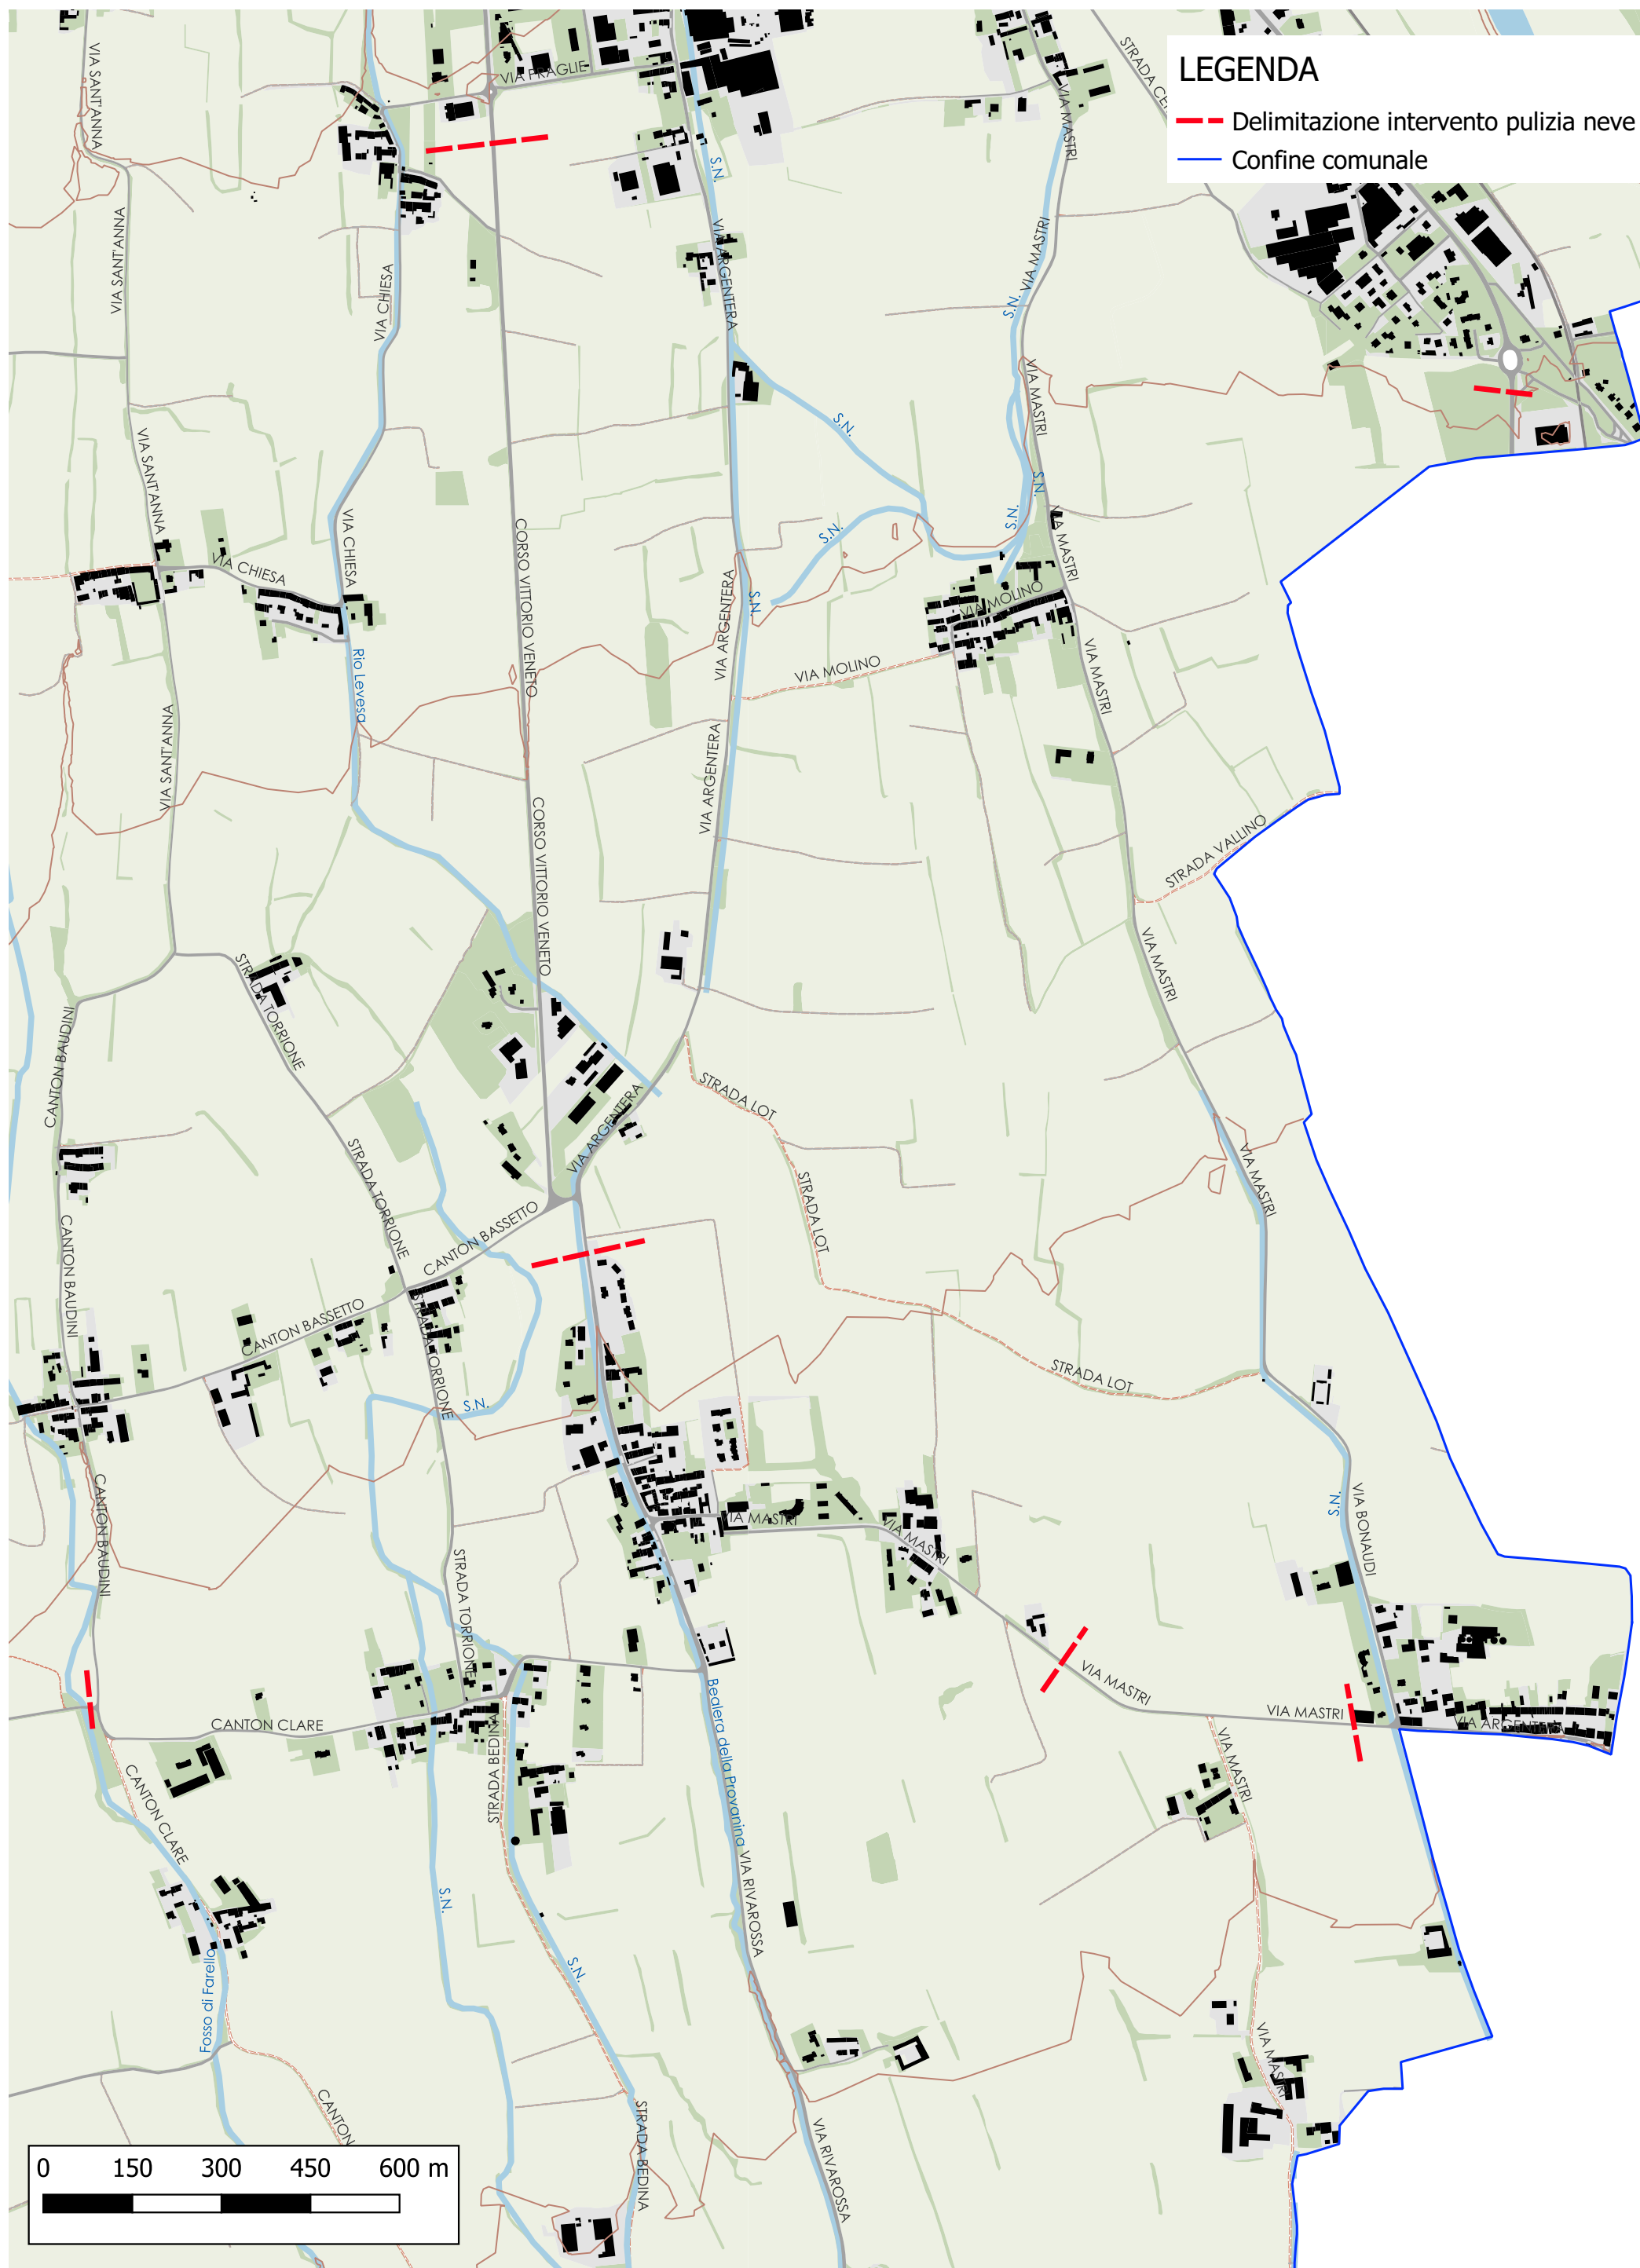 LEGENDA
Delimitazione intervento pulizia neve
Confine comunale
VIA SANT'ANNA
VIA FRAGLIE
STRADA CE
VIA MASTRI
S.N.
VIA SANT'ANNA
VIA ARGENTERA
VIA MASTRI
VIA CHIESA
S.N.
VIA MASTRI
S.N.
VIA SANT'ANNA
S.N.
VIA CHIESA
CORSO VITTORIO VENETO
S.N.
S.N.
VIA MASTRI
VIA CHIESA
VIA ARGENTERA
S.N.
VIA MOLINO
Rio Levesa
VIA MOLINO
VIA MASTRI
VIA SANT'ANNA
VIA ARGENTERA
CORSO VITTORIO VENETO
STRADA VALLINO
VIA MASTRI
STRADA TORRIONE
CANTON BAUDINI
STRADA LOT
VIA ARGENTERA
STRADA TORRIONE
STRADA LOT
VIA MASTRI
CANTON BASSETTO
CANTON BAUDINI
CANTON BASSETTO
STRADA TORRIONE
STRADA LOT
S.N.
CANTON BAUDINI
VIA MASTRI
VIA MASTRI
S.N.
VIA BONAUDI
STRADA TORRIONE
VIA MASTRI
VIA MASTRI
VIA ARGENTERA
CANTON CLARE
STRADA BEDINA
Bealera della Provanina
VIA MASTRI
CANTON CLARE
VIA RIVAROSSA
S.N.
S.N.
Fosso di Farello
VIA MASTRI
CANTON
STRADA BEDINA
VIA RIVAROSSA
0 150 300 450 600 m